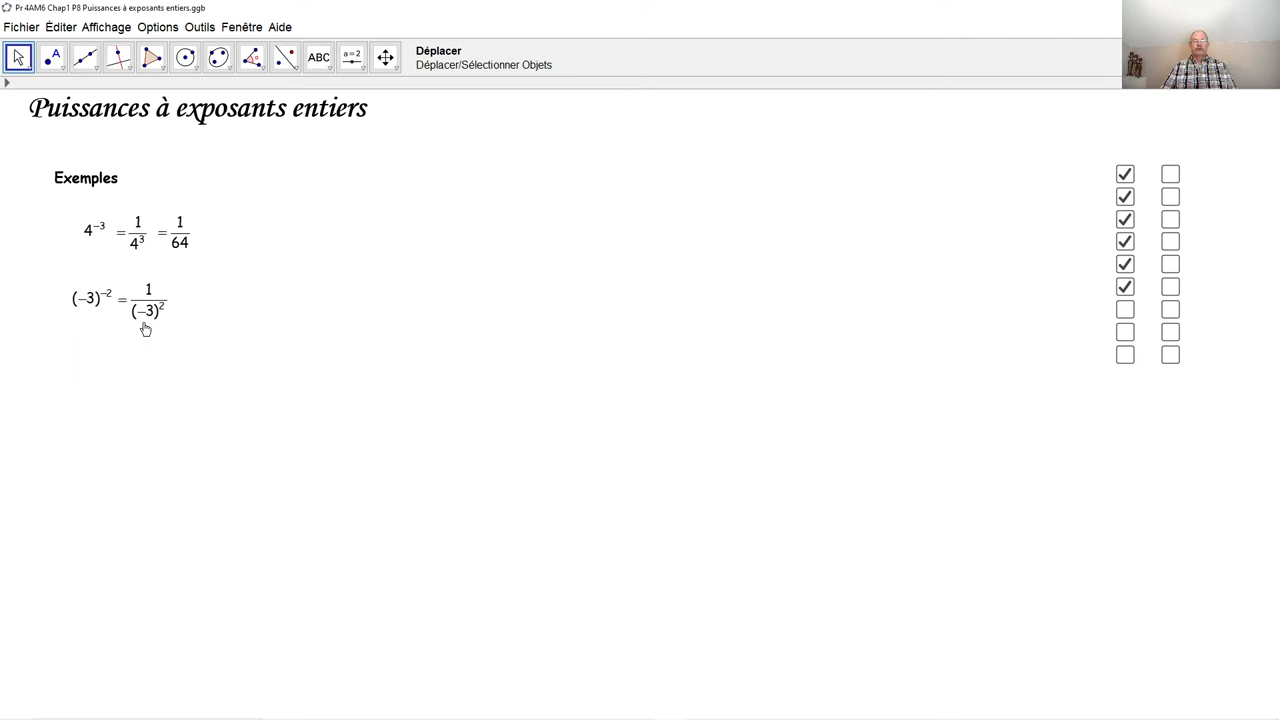 Pr 4AM6 Chap1 P8 Puissances à exposants entiers.ggb
Fichier Éditer Affichage Options Outils Fenêtre Aide
A
ABC
a=2
Déplacer
Déplacer/Sélectionner Objets
Puissances à exposants entiers
Exemples
4⁻³ = 1/4³ = 1/64
(−3)⁻² = 1/(−3)²